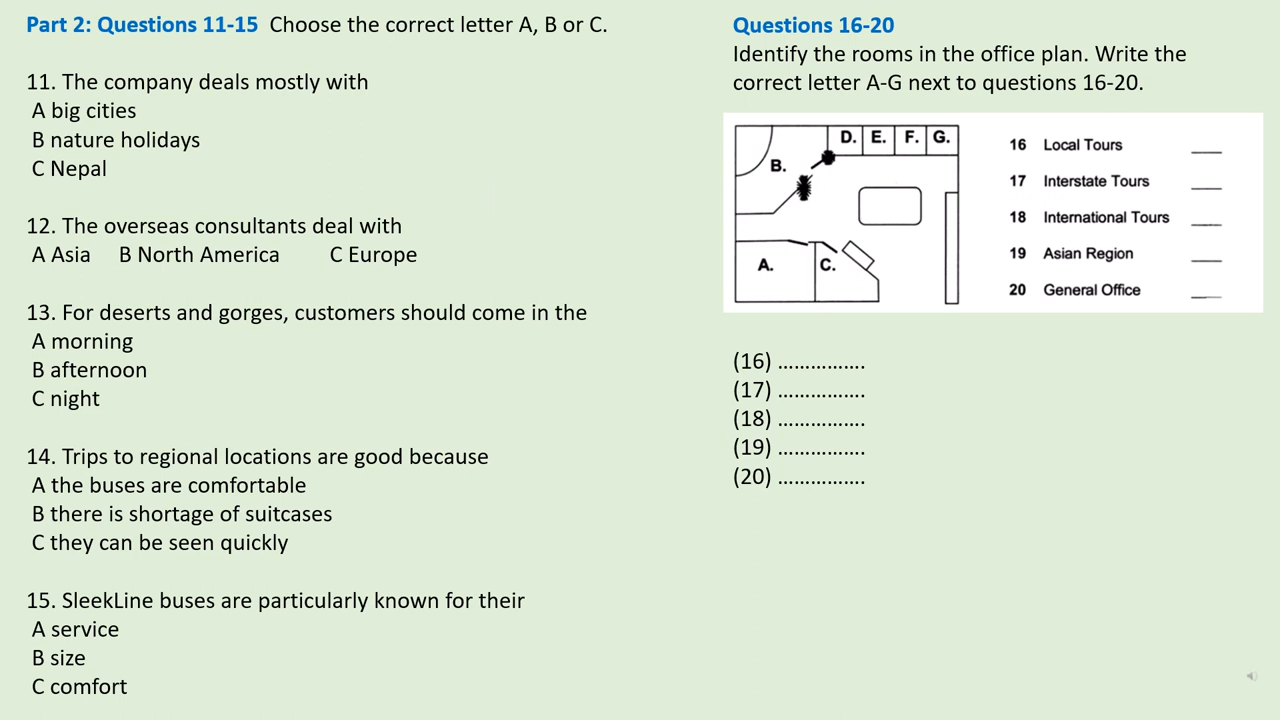 Part 2: Questions 11-15  Choose the correct letter A, B or C.
11. The company deals mostly with
A big cities
B nature holidays
C Nepal
12. The overseas consultants deal with
A Asia    B North America    C Europe
13. For deserts and gorges, customers should come in the
A morning
B afternoon
C night
14. Trips to regional locations are good because
A the buses are comfortable
B there is shortage of suitcases
C they can be seen quickly
15. SleekLine buses are particularly known for their
A service
B size
C comfort
Questions 16-20
Identify the rooms in the office plan. Write the
correct letter A-G next to questions 16-20.
D. E. F. G.
B.
A. C.
16 Local Tours ____
17 Interstate Tours ____
18 International Tours ____
19 Asian Region ____
20 General Office ____
(16) …………….
(17) …………….
(18) …………….
(19) …………….
(20) …………….